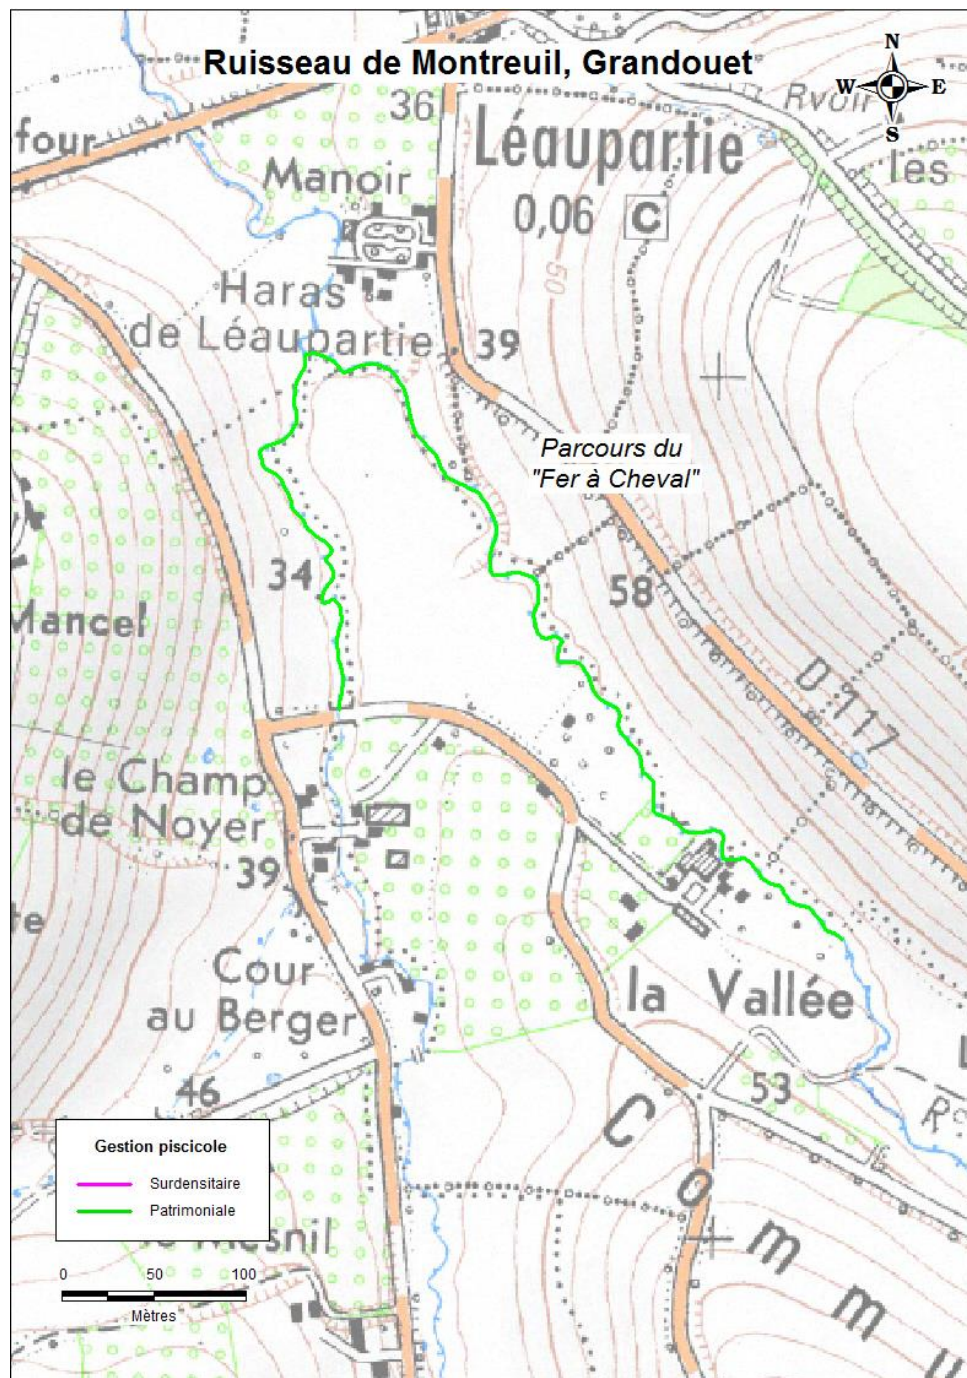 Ruisseau de Montreuil, Grandouet
N
W
E
S
36
Rvoir
four
Léaupartie
les
Manoir
0,06
C
50
Haras
de Léaupartie
39
Parcours du
"Fer à Cheval"
34
58
Mancel
D 117
le Champ
de Noyer
39
te
Cour
au Berger
la Vallée
46
53
L
R
C o m m u
Gestion piscicole
Surdensitaire
Patrimoniale
Mesnil
0 50 100
Mètres